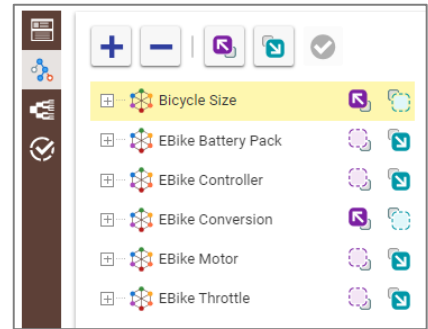 Bicycle Size
EBike Battery Pack
EBike Controller
EBike Conversion
EBike Motor
EBike Throttle